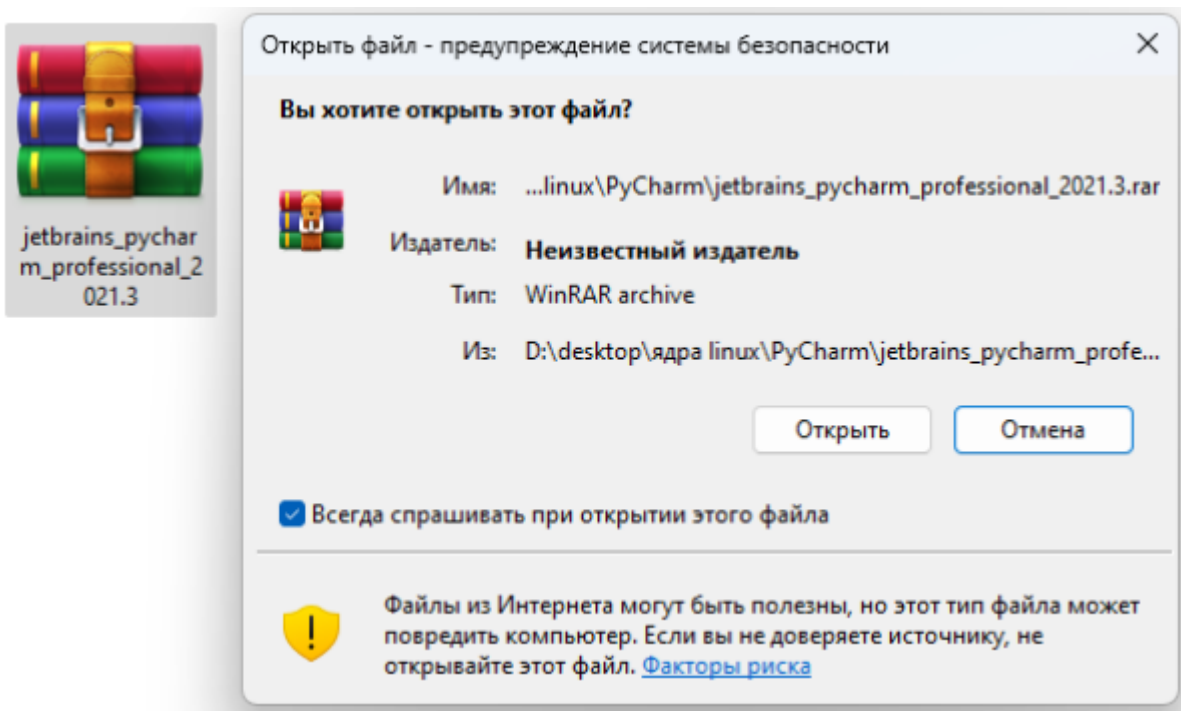 jetbrains_pychar
m_professional_2
021.3
Открыть файл - предупреждение системы безопасности
Вы хотите открыть этот файл?
Имя: ...linux\PyCharm\jetbrains_pycharm_professional_2021.3.rar
Издатель: Неизвестный издатель
Тип: WinRAR archive
Из: D:\desktop\ядра linux\PyCharm\jetbrains_pycharm_profe...
Открыть Отмена
Всегда спрашивать при открытии этого файла
Файлы из Интернета могут быть полезны, но этот тип файла может
повредить компьютер. Если вы не доверяете источнику, не
открывайте этот файл. Факторы риска